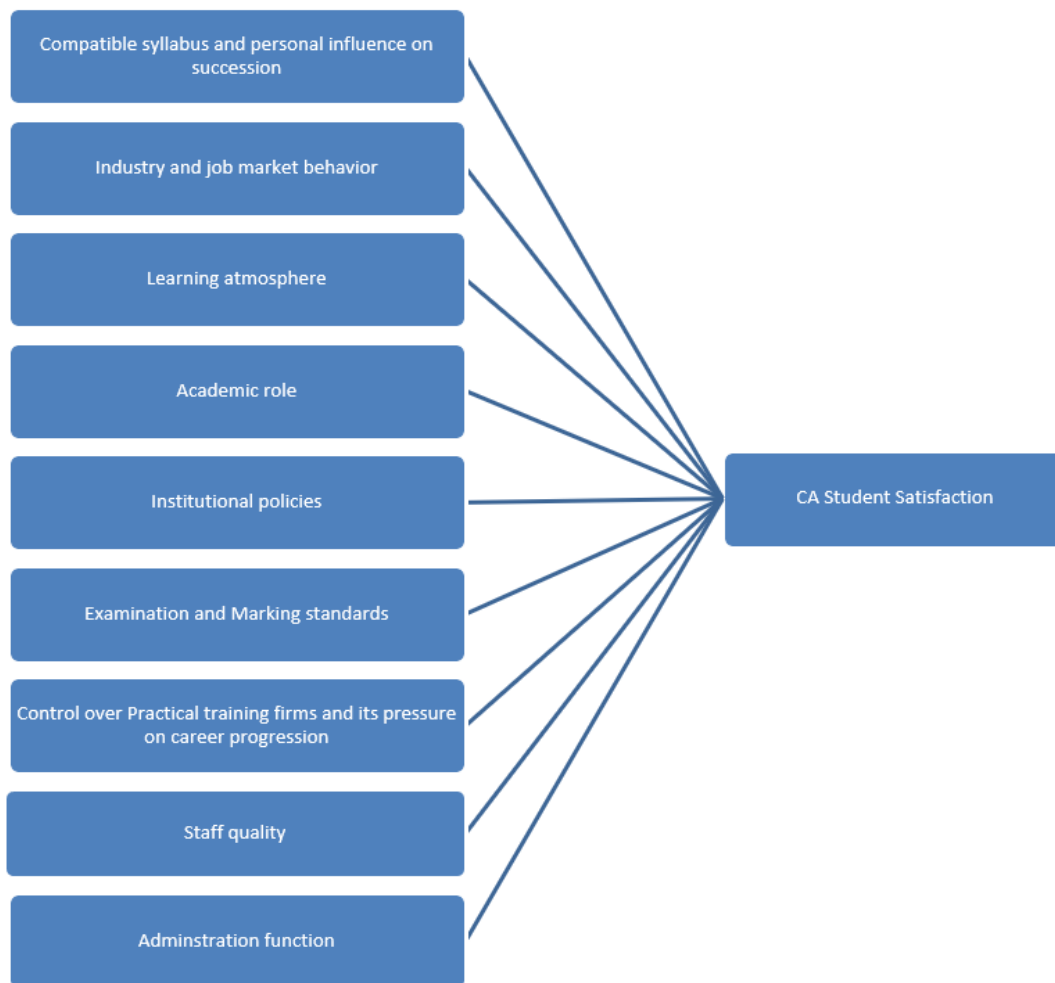 Compatible syllabus and personal influence on
succession
Industry and job market behavior
Learning atmosphere
Academic role
Institutional policies
Examination and Marking standards
Control over Practical training firms and its pressure
on career progression
Staff quality
Adminstration function
CA Student Satisfaction